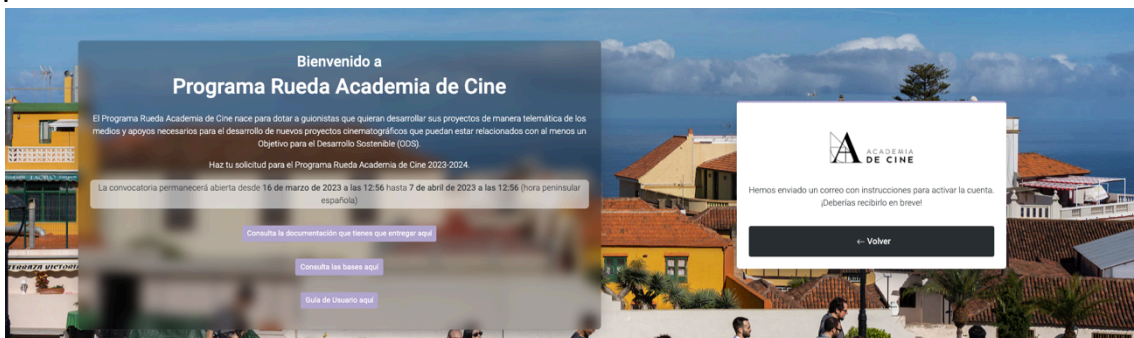 Bienvenido a
Programa Rueda Academia de Cine
El Programa Rueda Academia de Cine nace para dotar a guionistas que quieran desarrollar sus proyectos de manera telemática de los
medios y apoyos necesarios para el desarrollo de nuevos proyectos cinematográficos que puedan estar relacionados con al menos un
Objetivo para el Desarrollo Sostenible (ODS).
Haz tu solicitud para el Programa Rueda Academia de Cine 2023-2024.
La convocatoria permanecerá abierta desde 16 de marzo de 2023 a las 12:56 hasta 7 de abril de 2023 a las 12:56 (hora peninsular
española)
Consulta la documentación que tienes que entregar aquí
Consulta las bases aquí
Guía de Usuario aquí
TERRAZA VICTORIA
ACADEMIA
DE CINE
Hemos enviado un correo con instrucciones para activar la cuenta.
¡Deberías recibirlo en breve!
← Volver